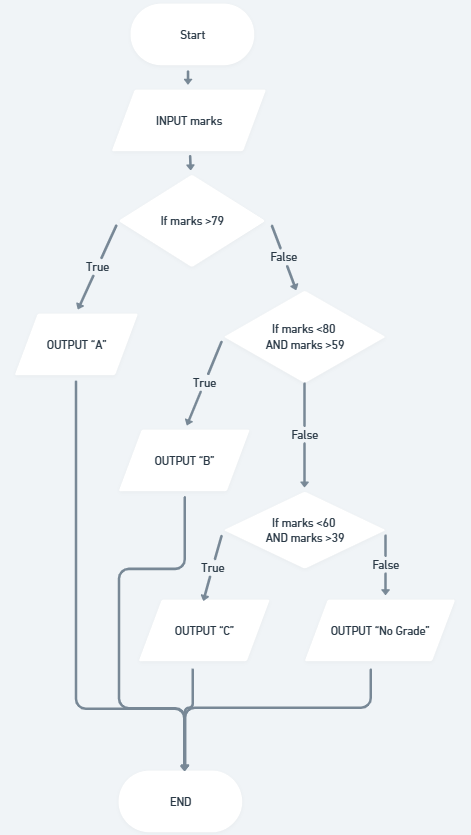 Start
INPUT marks
If marks >79
True
False
OUTPUT “A”
If marks <80
AND marks >59
True
False
OUTPUT “B”
If marks <60
AND marks >39
True
False
OUTPUT “C”
OUTPUT “No Grade”
END